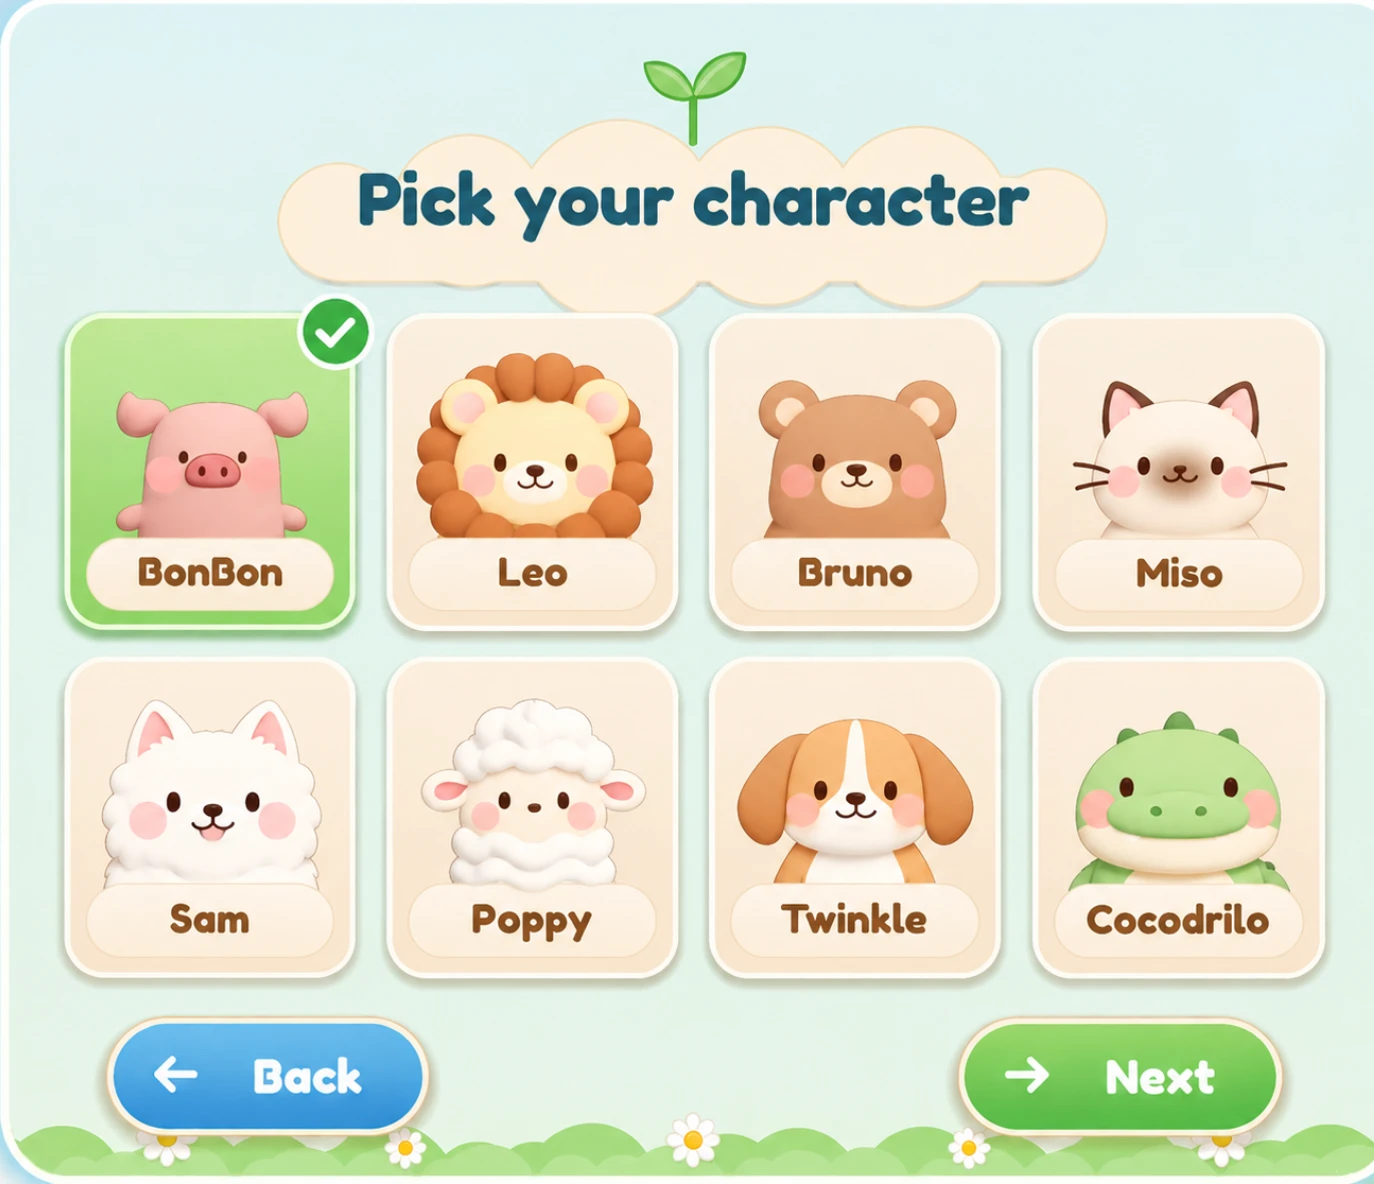 Pick your character
BonBon
Leo
Bruno
Miso
Sam
Poppy
Twinkle
Cocodrilo
Back
Next